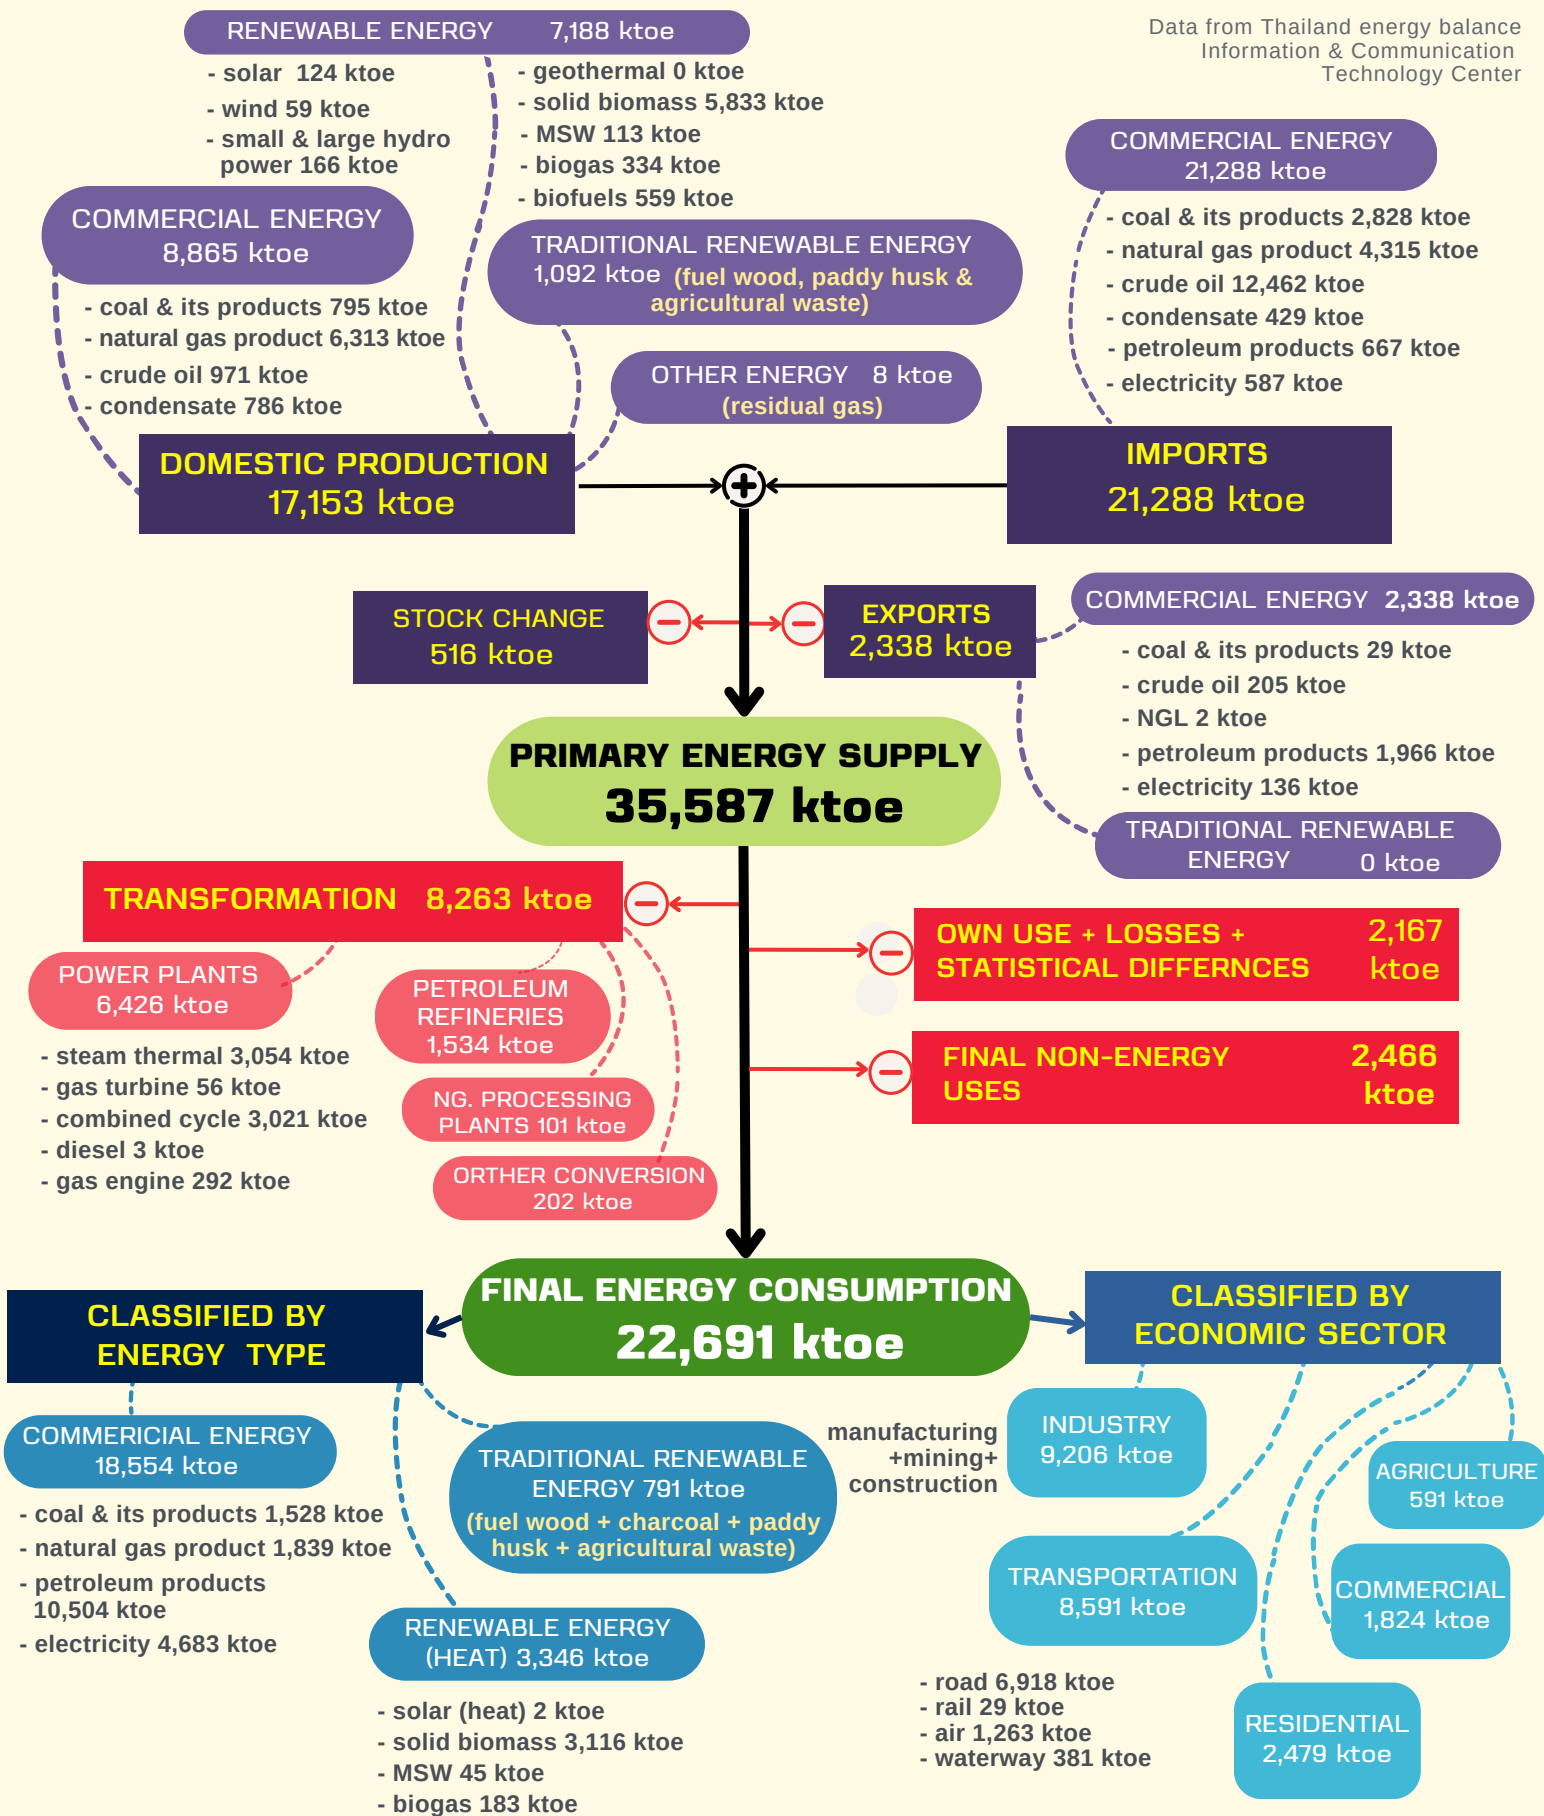 Data from Thailand energy balance
Information & Communication
Technology Center
RENEWABLE ENERGY 7,188 ktoe
- solar 124 ktoe
- wind 59 ktoe
- small & large hydro
power 166 ktoe
- geothermal 0 ktoe
- solid biomass 5,833 ktoe
- MSW 113 ktoe
- biogas 334 ktoe
- biofuels 559 ktoe
COMMERCIAL ENERGY
8,865 ktoe
- coal & its products 795 ktoe
- natural gas product 6,313 ktoe
- crude oil 971 ktoe
- condensate 786 ktoe
TRADITIONAL RENEWABLE ENERGY
1,092 ktoe (fuel wood, paddy husk &
agricultural waste)
OTHER ENERGY 8 ktoe
(residual gas)
COMMERCIAL ENERGY
21,288 ktoe
- coal & its products 2,828 ktoe
- natural gas product 4,315 ktoe
- crude oil 12,462 ktoe
- condensate 429 ktoe
- petroleum products 667 ktoe
- electricity 587 ktoe
DOMESTIC PRODUCTION
17,153 ktoe
IMPORTS
21,288 ktoe
STOCK CHANGE
516 ktoe
EXPORTS
2,338 ktoe
COMMERCIAL ENERGY 2,338 ktoe
- coal & its products 29 ktoe
- crude oil 205 ktoe
- NGL 2 ktoe
- petroleum products 1,966 ktoe
- electricity 136 ktoe
TRADITIONAL RENEWABLE
ENERGY 0 ktoe
PRIMARY ENERGY SUPPLY
35,587 ktoe
TRANSFORMATION 8,263 ktoe
POWER PLANTS
6,426 ktoe
- steam thermal 3,054 ktoe
- gas turbine 56 ktoe
- combined cycle 3,021 ktoe
- diesel 3 ktoe
- gas engine 292 ktoe
PETROLEUM
REFINERIES
1,534 ktoe
NG. PROCESSING
PLANTS 101 ktoe
ORTHER CONVERSION
202 ktoe
OWN USE + LOSSES +
STATISTICAL DIFFERNCES
2,167
ktoe
FINAL NON-ENERGY
USES
2,466
ktoe
FINAL ENERGY CONSUMPTION
22,691 ktoe
CLASSIFIED BY
ENERGY TYPE
COMMERICIAL ENERGY
18,554 ktoe
- coal & its products 1,528 ktoe
- natural gas product 1,839 ktoe
- petroleum products
10,504 ktoe
- electricity 4,683 ktoe
TRADITIONAL RENEWABLE
ENERGY 791 ktoe
(fuel wood + charcoal + paddy
husk + agricultural waste)
RENEWABLE ENERGY
(HEAT) 3,346 ktoe
- solar (heat) 2 ktoe
- solid biomass 3,116 ktoe
- MSW 45 ktoe
- biogas 183 ktoe
CLASSIFIED BY
ECONOMIC SECTOR
manufacturing
+mining+
construction
INDUSTRY
9,206 ktoe
AGRICULTURE
591 ktoe
TRANSPORTATION
8,591 ktoe
- road 6,918 ktoe
- rail 29 ktoe
- air 1,263 ktoe
- waterway 381 ktoe
COMMERCIAL
1,824 ktoe
RESIDENTIAL
2,479 ktoe